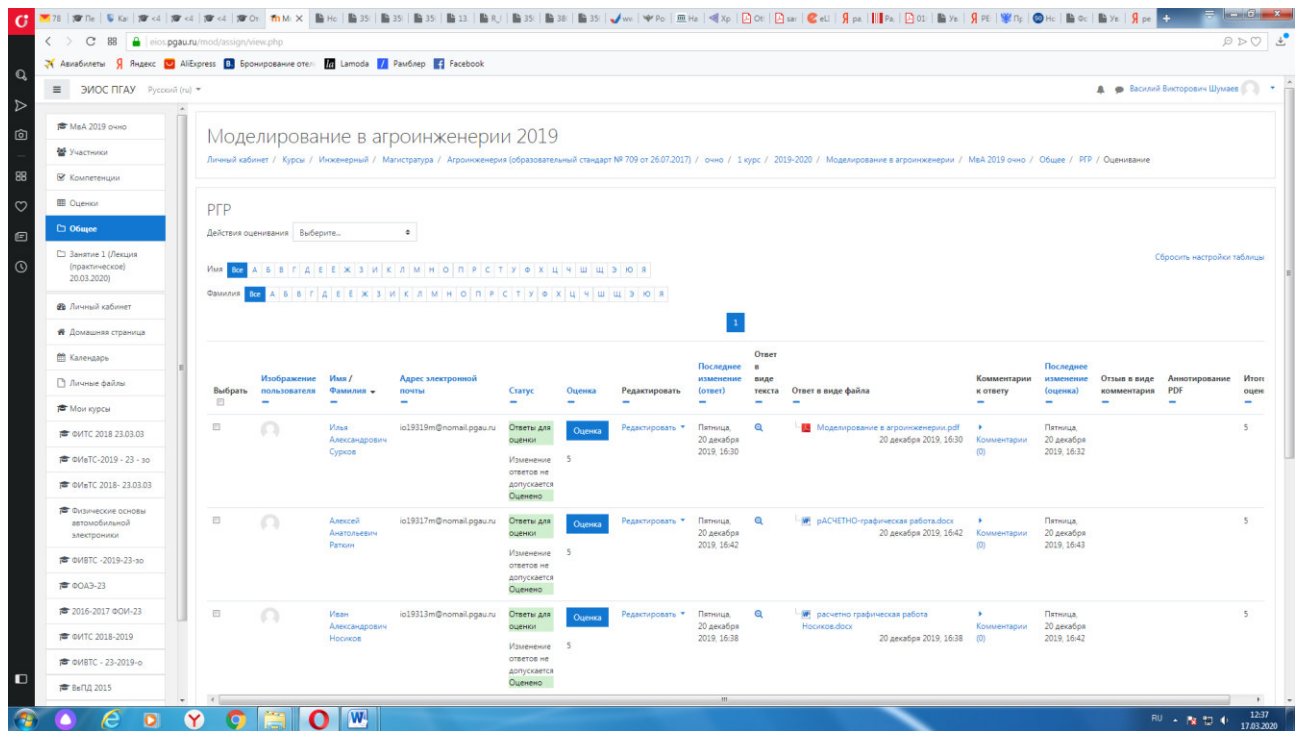 78
eios.pgau.ru/mod/assign/view.php
Авиабилеты Яндекс AliExpress Бронирование отел Lamoda Рамблер Facebook
ЭИОС ПГАУ Русский (ru)
Василий Викторович Шумаев
МвА 2019 очно
Участники
Компетенции
Оценки
Общее
Занятие 1 (Лекция
(практическое)
20.03.2020)
Личный кабинет
Домашняя страница
Календарь
Личные файлы
Мои курсы
ФИТС 2018 23.03.03
ФИвТС-2019 - 23 - зо
ФИвТС 2018- 23.03.03
Физические основы
автомобильной
электроники
ФИВТС -2019-23-зо
ФОАЭ-23
2016-2017 ФОИ-23
ФИТС 2018-2019
ФИВТС - 23-2019-о
ВвПД 2015
Моделирование в агроинженерии 2019
Личный кабинет / Курсы / Инженерный / Магистратура / Агроинженерия (образовательный стандарт № 709 от 26.07.2017) / очно / 1 курс / 2019-2020 / Моделирование в агроинженерии / МвА 2019 очно / Общее / РГР / Оценивание
РГР
Действия оценивания Выберите...
Сбросить настройки таблицы
Имя Все А Б В Г Д Е Ё Ж З И К Л М Н О П Р С Т У Ф Х Ц Ч Ш Щ Э Ю Я
Фамилия Все А Б В Г Д Е Ё Ж З И К Л М Н О П Р С Т У Ф Х Ц Ч Ш Щ Э Ю Я
1
Выбрать
Изображение
пользователя
Имя /
Фамилия
Адрес электронной
почты
Статус
Оценка
Редактировать
Последнее
изменение
(ответ)
Ответ
в
виде
текста
Ответ в виде файла
Комментарии
к ответу
Последнее
изменение
(оценка)
Отзыв в виде
комментария
Аннотирование
PDF
Итого
оцен
Илья
Александрович
Сурков
io19319m@nomail.pgau.ru
Ответы для
оценки
Изменение
ответов не
допускается
Оценено
Оценка
5
Редактировать
Пятница,
20 декабря
2019, 16:30
Моделирование в агроинженерии.pdf
20 декабря 2019, 16:30
Комментарии
(0)
Пятница,
20 декабря
2019, 16:32
5
Алексей
Анатольевич
Раткин
io19317m@nomail.pgau.ru
Ответы для
оценки
Изменение
ответов не
допускается
Оценено
Оценка
5
Редактировать
Пятница,
20 декабря
2019, 16:42
рАСЧЕТНО-графическая работа.docx
20 декабря 2019, 16:42
Комментарии
(0)
Пятница,
20 декабря
2019, 16:43
5
Иван
Александрович
Носиков
io19313m@nomail.pgau.ru
Ответы для
оценки
Изменение
ответов не
допускается
Оценено
Оценка
5
Редактировать
Пятница,
20 декабря
2019, 16:38
расчетно графическая работа
Носиков.docx
20 декабря 2019, 16:38
Комментарии
(0)
Пятница,
20 декабря
2019, 16:42
5
RU
12:37
17.03.2020